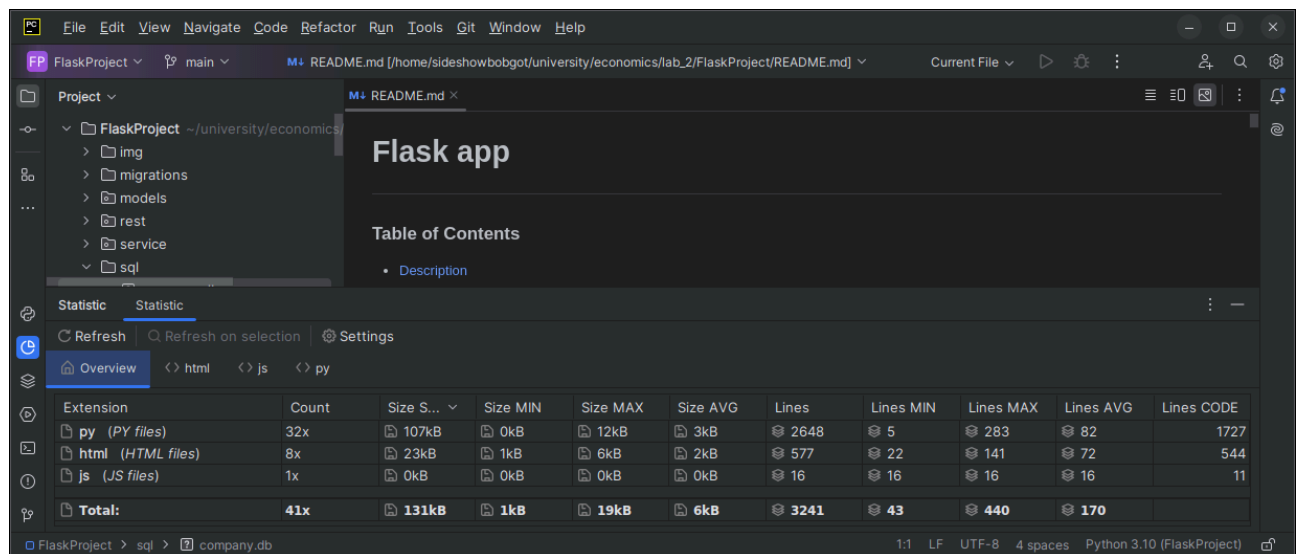 PC File Edit View Navigate Code Refactor Run Tools Git Window Help
FP FlaskProject main M↓ README.md [/home/sideshowbobgot/university/economics/lab_2/FlaskProject/README.md] Current File
Project
M↓ README.md
FlaskProject ~/university/economics/
img
migrations
models
rest
service
sql
Flask app
Table of Contents
• Description
Statistic Statistic
Refresh Refresh on selection Settings
Overview <> html <> js <> py
Extension Count Size S... Size MIN Size MAX Size AVG Lines Lines MIN Lines MAX Lines AVG Lines CODE
py (PY files) 32x 107kB 0kB 12kB 3kB 2648 5 283 82 1727
html (HTML files) 8x 23kB 1kB 6kB 2kB 577 22 141 72 544
js (JS files) 1x 0kB 0kB 0kB 0kB 16 16 16 16 11
Total: 41x 131kB 1kB 19kB 6kB 3241 43 440 170
FlaskProject > sql > company.db 1:1 LF UTF-8 4 spaces Python 3.10 (FlaskProject)